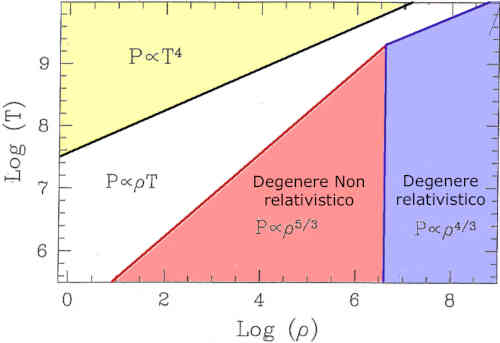 P∝T⁴
9
8
7
6
Log (T)
P∝ρT
Degenere Non
relativistico
P∝ρ^5/3
Degenere
relativistico
P∝ρ^4/3
0 2 4 6 8
Log (ρ)